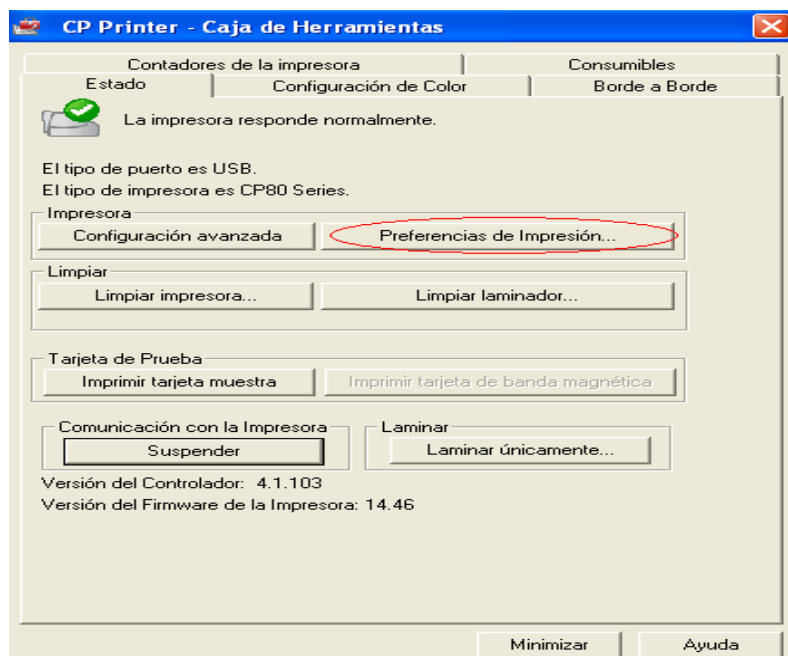 CP Printer - Caja de Herramientas
Contadores de la impresora Consumibles
Estado Configuración de Color Borde a Borde
La impresora responde normalmente.
El tipo de puerto es USB.
El tipo de impresora es CP80 Series.
Impresora
Configuración avanzada Preferencias de Impresión...
Limpiar
Limpiar impresora... Limpiar laminador...
Tarjeta de Prueba
Imprimir tarjeta muestra Imprimir tarjeta de banda magnética
Comunicación con la Impresora Laminar
Suspender Laminar únicamente...
Versión del Controlador: 4.1.103
Versión del Firmware de la Impresora: 14.46
Minimizar Ayuda